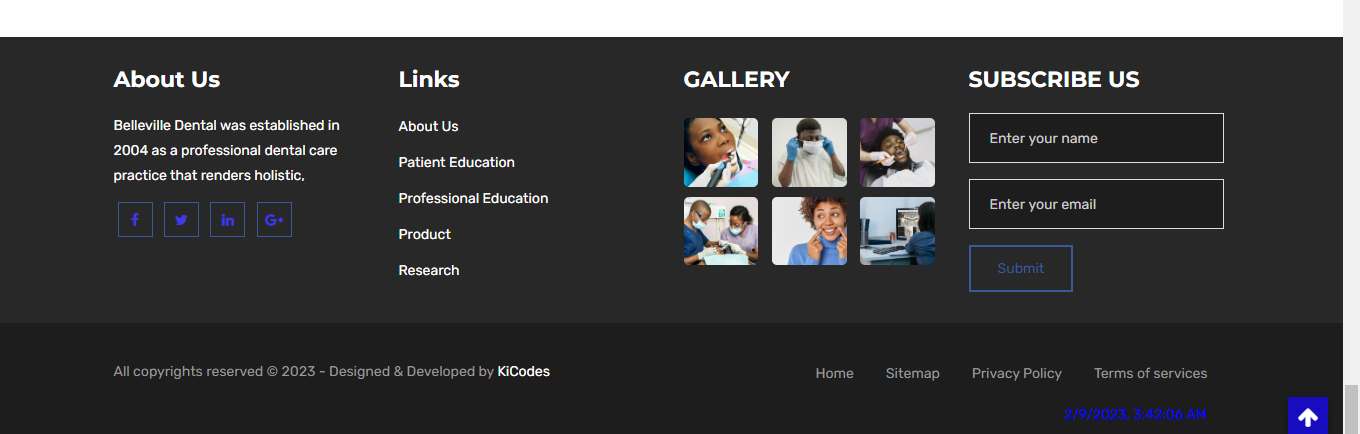 About Us
Belleville Dental was established in
2004 as a professional dental care
practice that renders holistic,
Links
About Us
Patient Education
Professional Education
Product
Research
GALLERY
SUBSCRIBE US
Enter your name
Enter your email
Submit
All copyrights reserved © 2023 - Designed & Developed by KiCodes
Home Sitemap Privacy Policy Terms of services
2/9/2023, 3:42:06 AM